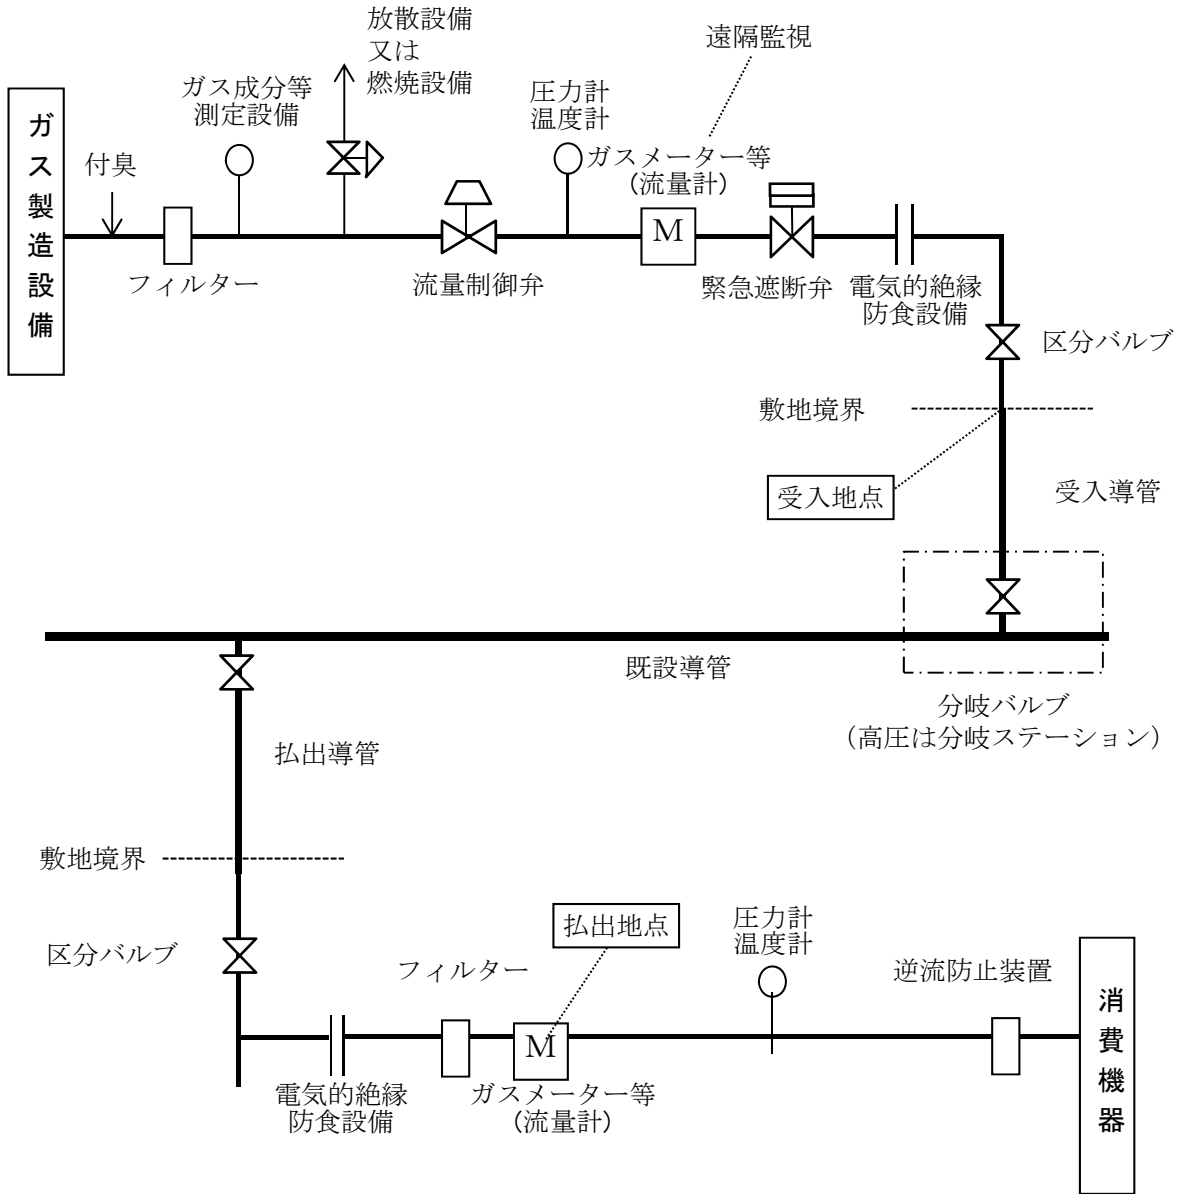 放散設備
又は
燃焼設備
遠隔監視
ガス成分等
測定設備
圧力計
温度計
ガス製造設備
付臭
ガスメーター等
（流量計）
M
フィルター
流量制御弁
緊急遮断弁
電気的絶縁
防食設備
区分バルブ
敷地境界
受入地点
受入導管
既設導管
分岐バルブ
（高圧は分岐ステーション）
払出導管
敷地境界
区分バルブ
払出地点
圧力計
温度計
フィルター
逆流防止装置
消費機器
M
電気的絶縁
防食設備
ガスメーター等
（流量計）